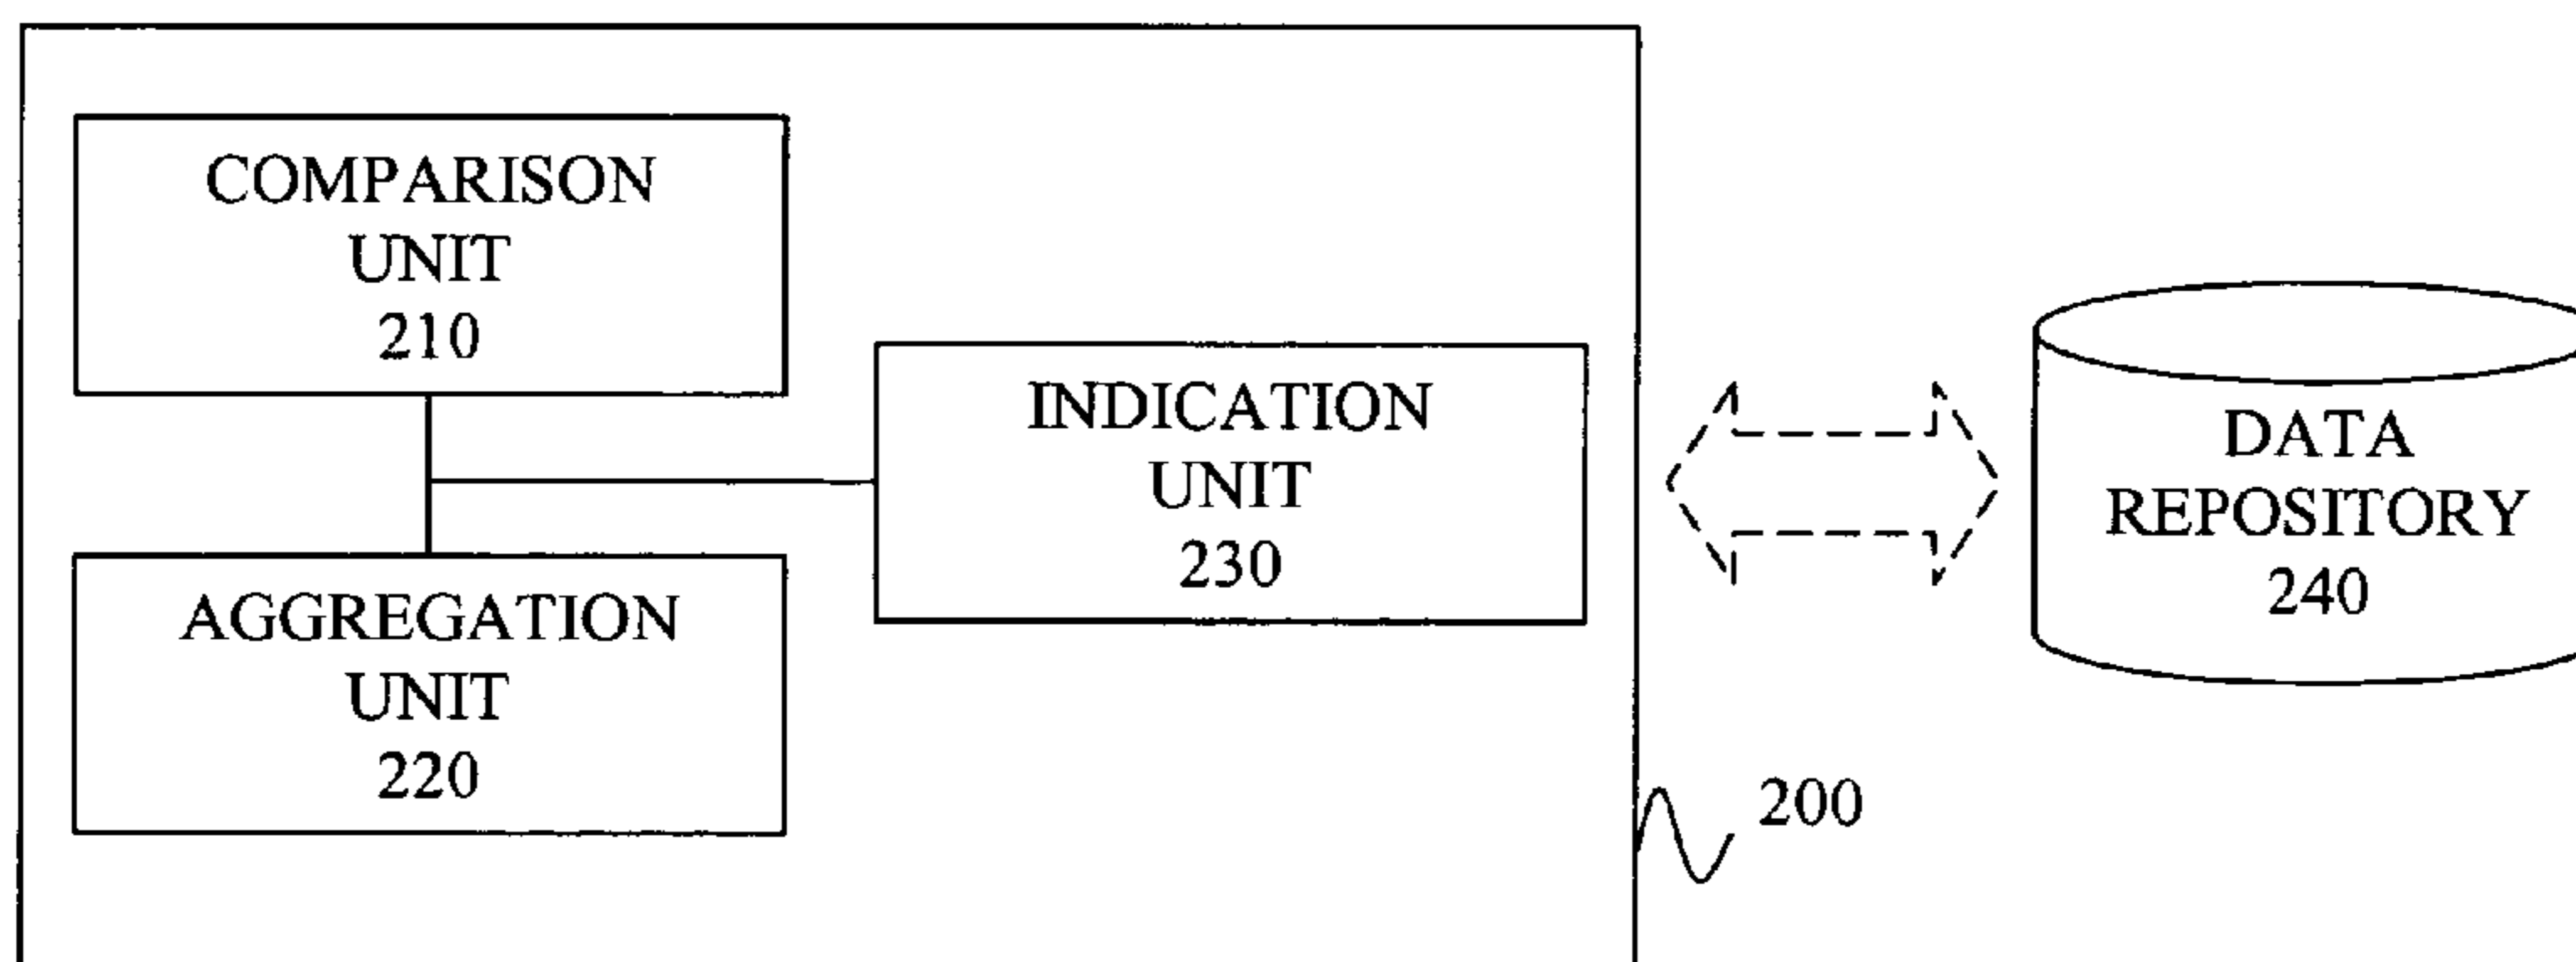 COMPARISON
UNIT
210
INDICATION
UNIT
230
AGGREGATION
UNIT
220
DATA
REPOSITORY
240
200